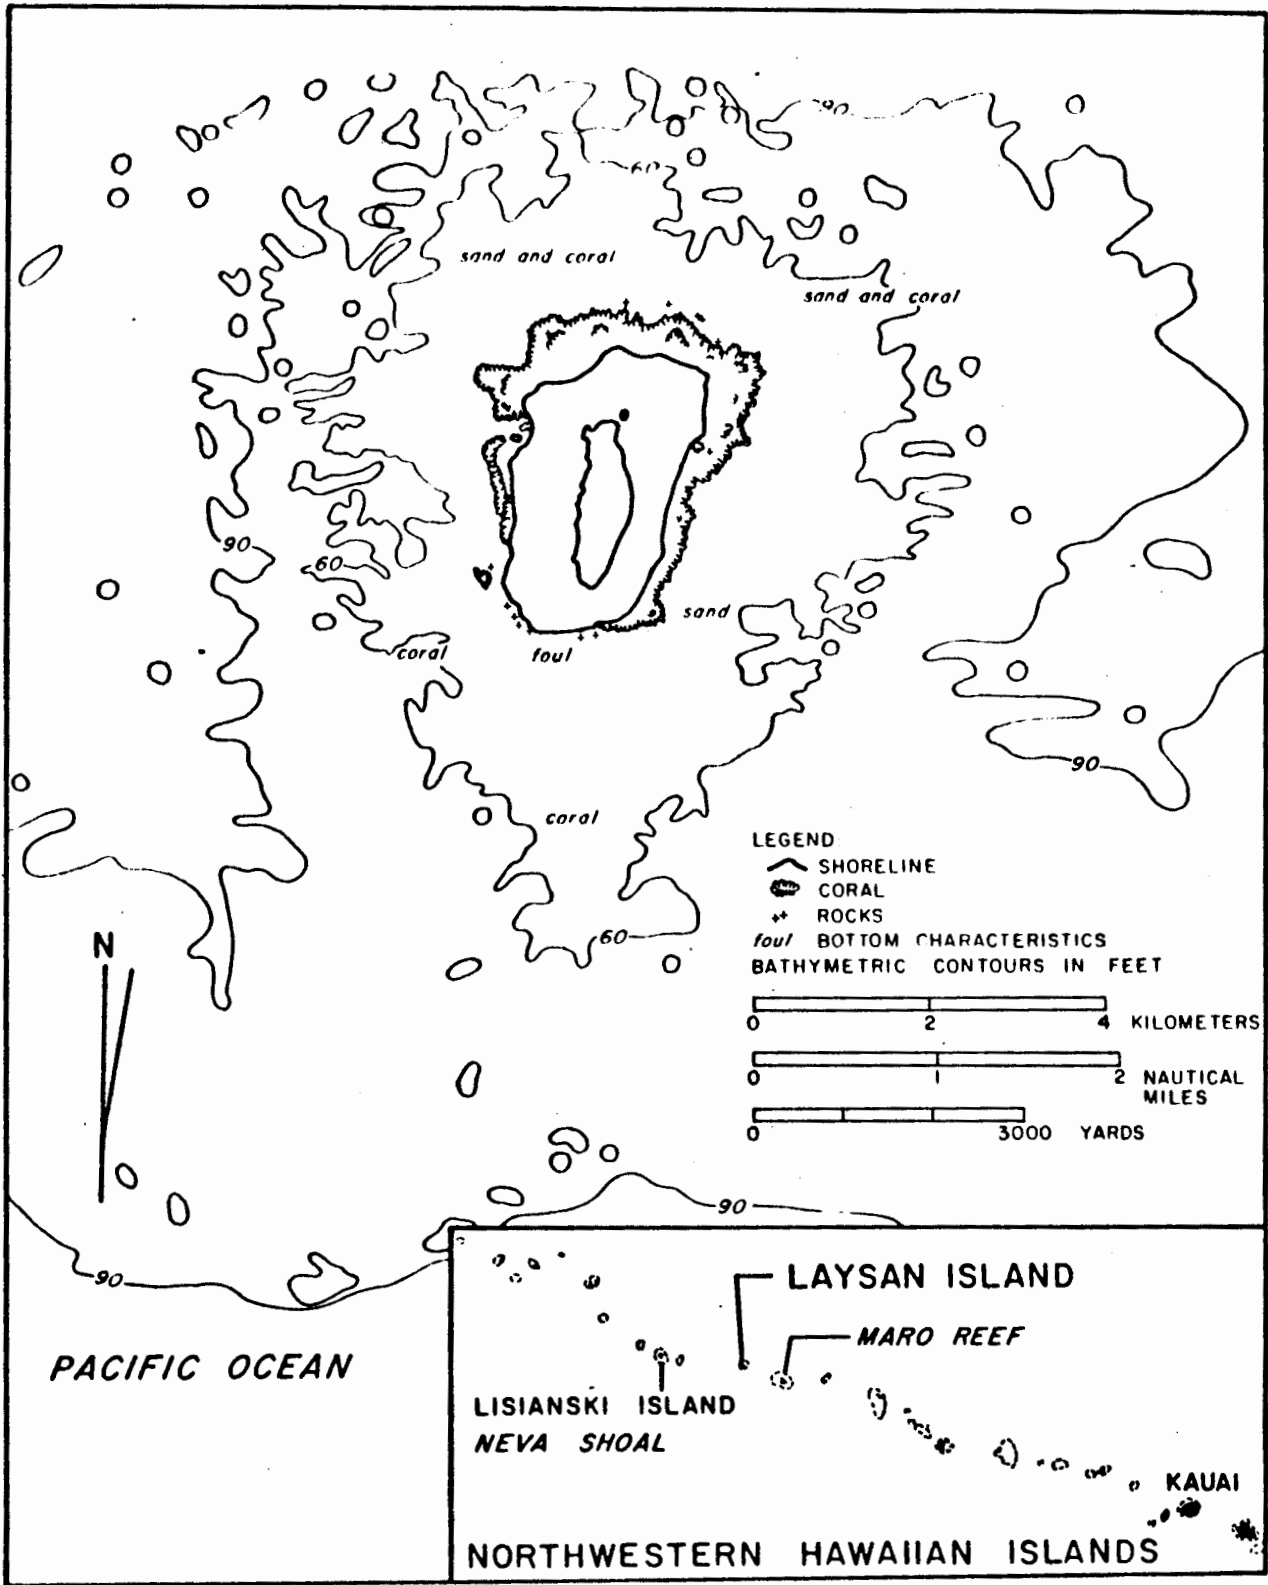 90
60
sand and coral
sand and coral
90
60
sand
coral
foul
90
coral
60
LEGEND
SHORELINE
CORAL
++ ROCKS
foul BOTTOM CHARACTERISTICS
BATHYMETRIC CONTOURS IN FEET
0 2 4 KILOMETERS
0 1 2 NAUTICAL
MILES
0 3000 YARDS
N
90
90
PACIFIC OCEAN
LAYSAN ISLAND
MARO REEF
LISIANSKI ISLAND
NEVA SHOAL
KAUAI
NORTHWESTERN HAWAIIAN ISLANDS